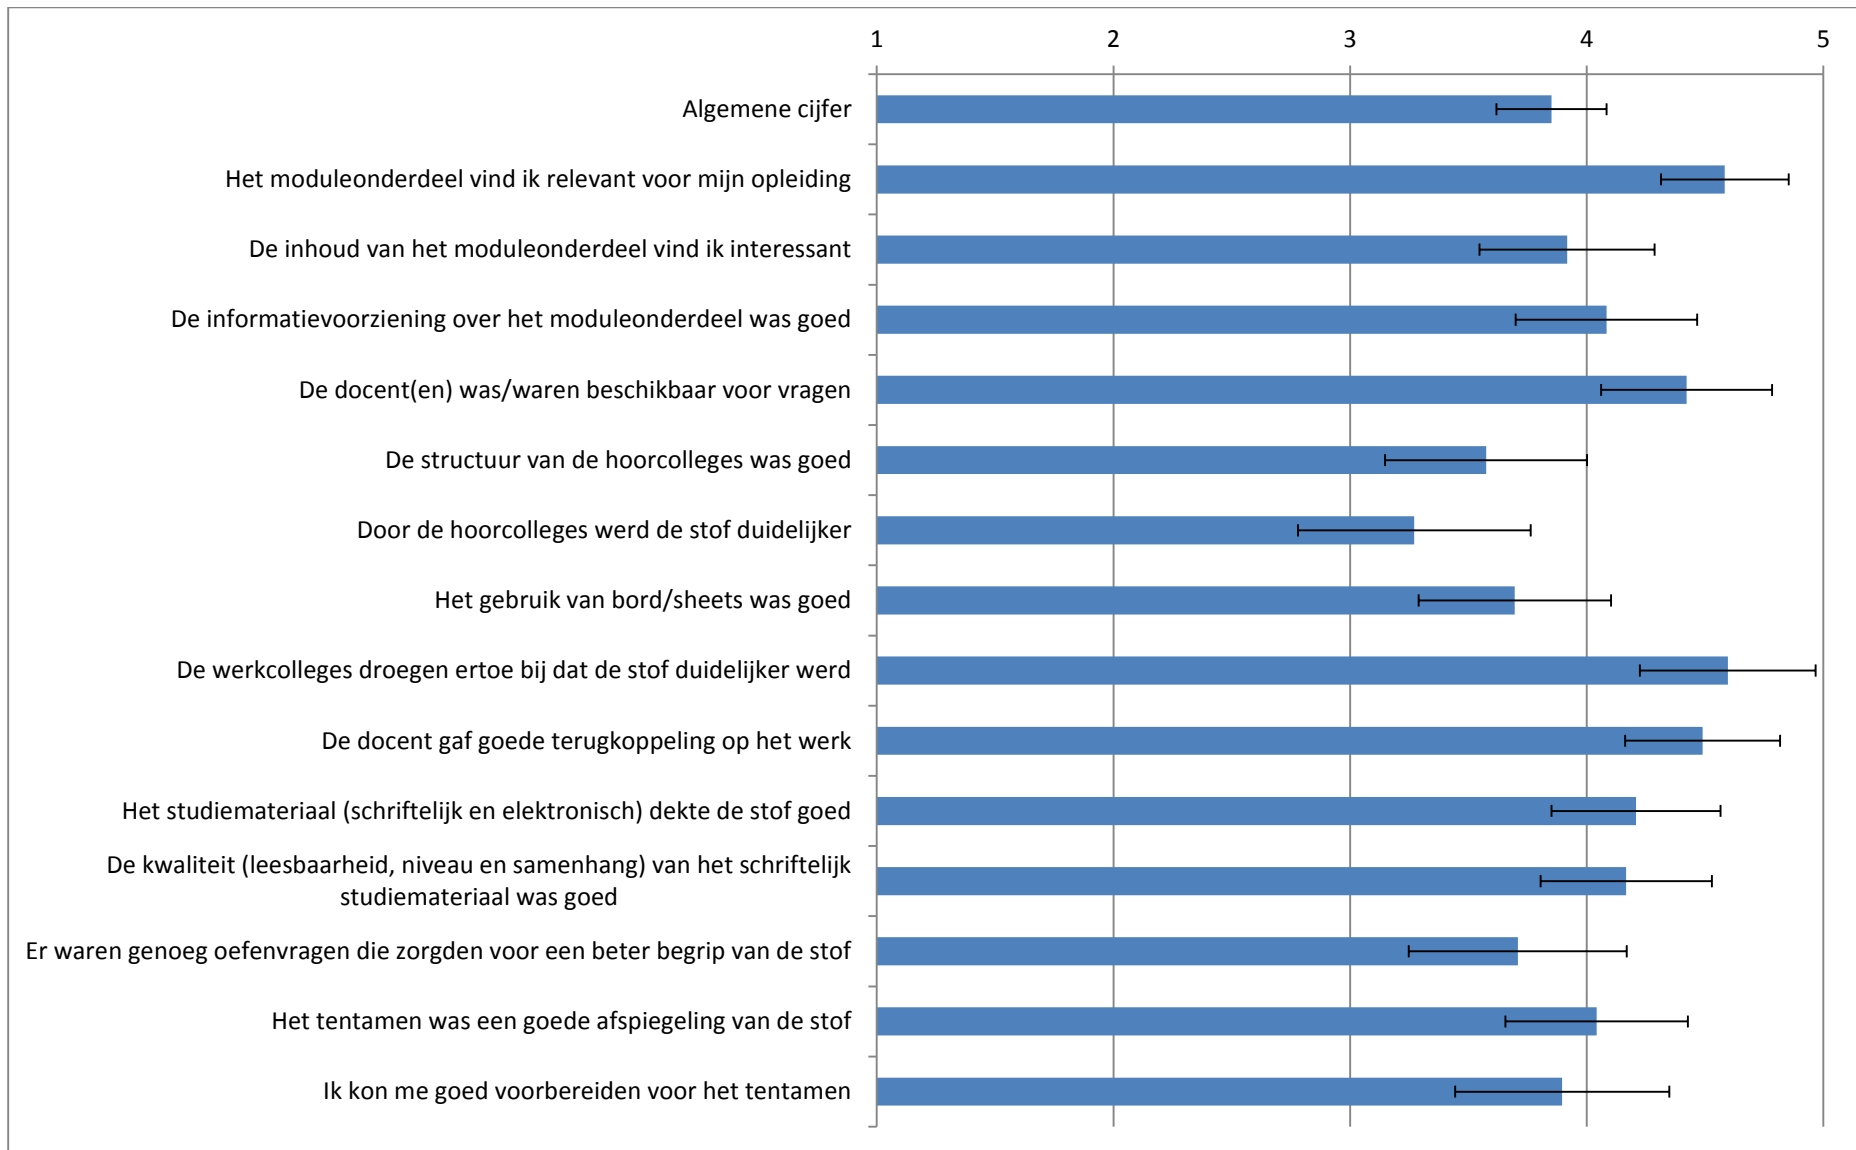 1 2 3 4 5
Algemene cijfer
Het moduleonderdeel vind ik relevant voor mijn opleiding
De inhoud van het moduleonderdeel vind ik interessant
De informatievoorziening over het moduleonderdeel was goed
De docent(en) was/waren beschikbaar voor vragen
De structuur van de hoorcolleges was goed
Door de hoorcolleges werd de stof duidelijker
Het gebruik van bord/sheets was goed
De werkcolleges droegen ertoe bij dat de stof duidelijker werd
De docent gaf goede terugkoppeling op het werk
Het studiemateriaal (schriftelijk en elektronisch) dekte de stof goed
De kwaliteit (leesbaarheid, niveau en samenhang) van het schriftelijk
studiemateriaal was goed
Er waren genoeg oefenvragen die zorgden voor een beter begrip van de stof
Het tentamen was een goede afspiegeling van de stof
Ik kon me goed voorbereiden voor het tentamen